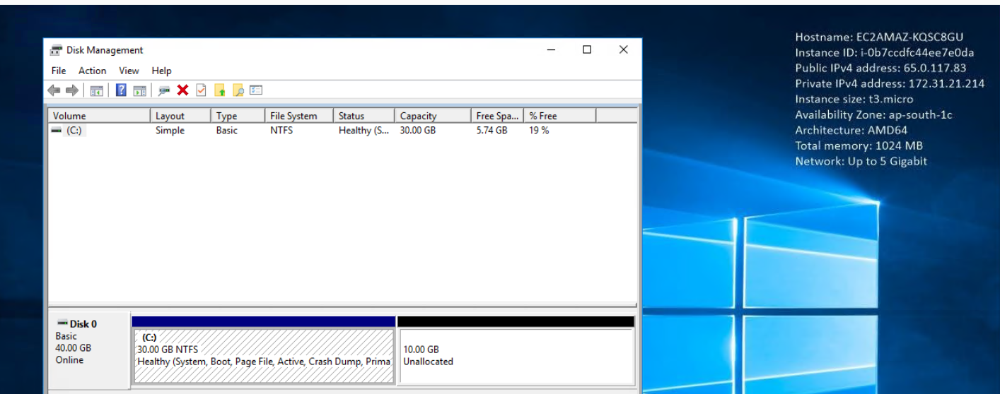 Hostname: EC2AMAZ-KQSC8GU
Instance ID: i-0b7ccdfc44ee7e0da
Public IPv4 address: 65.0.117.83
Private IPv4 address: 172.31.21.214
Instance size: t3.micro
Availability Zone: ap-south-1c
Architecture: AMD64
Total memory: 1024 MB
Network: Up to 5 Gigabit
Disk Management
File Action View Help
Volume Layout Type File System Status Capacity Free Spa... % Free
(C:) Simple Basic NTFS Healthy (S... 30.00 GB 5.74 GB 19 %
Disk 0
Basic
40.00 GB
Online
(C:)
30.00 GB NTFS
Healthy (System, Boot, Page File, Active, Crash Dump, Prima
10.00 GB
Unallocated